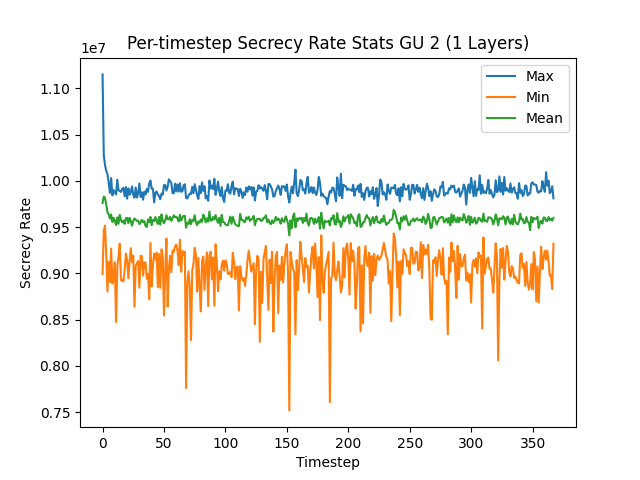 Per-timestep Secrecy Rate Stats GU 2 (1 Layers)
1e7
Max
Min
Mean
1.10
1.05
1.00
0.95
0.90
0.85
0.80
0.75
Secrecy Rate
0 50 100 150 200 250 300 350
Timestep